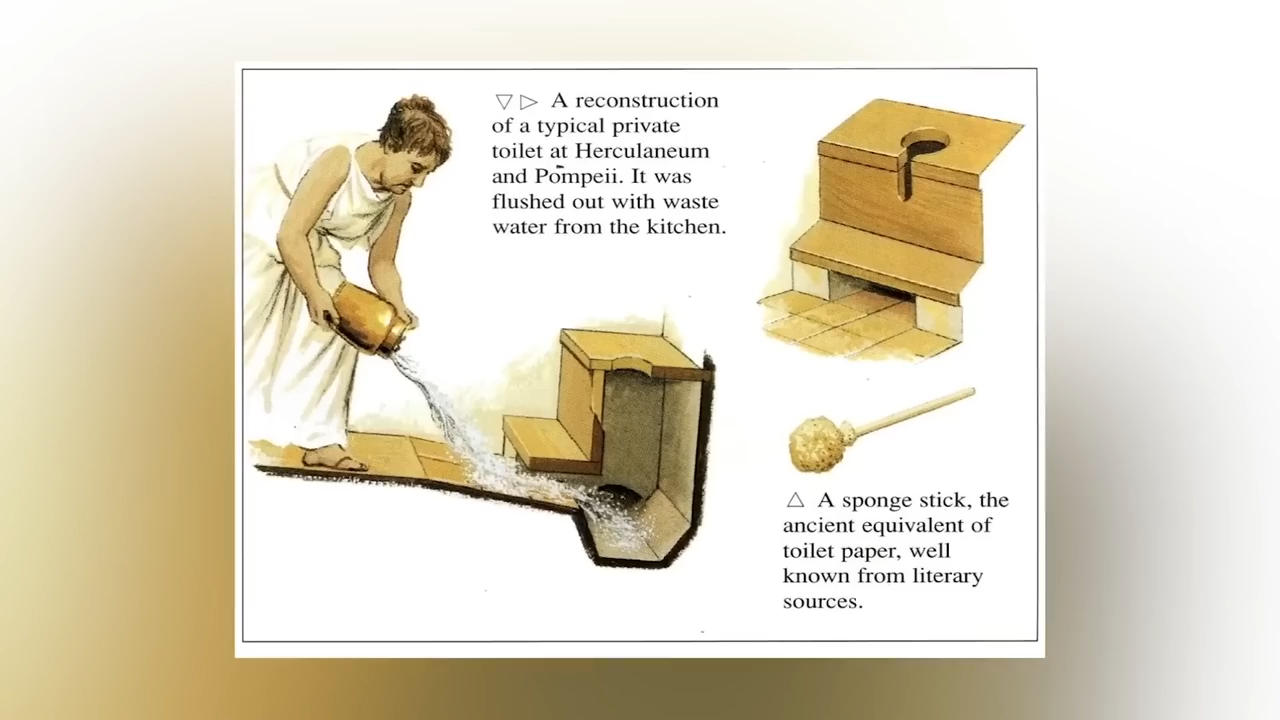 ▽ ▷ A reconstruction
of a typical private
toilet at Herculaneum
and Pompeii. It was
flushed out with waste
water from the kitchen.
△ A sponge stick, the
ancient equivalent of
toilet paper, well
known from literary
sources.